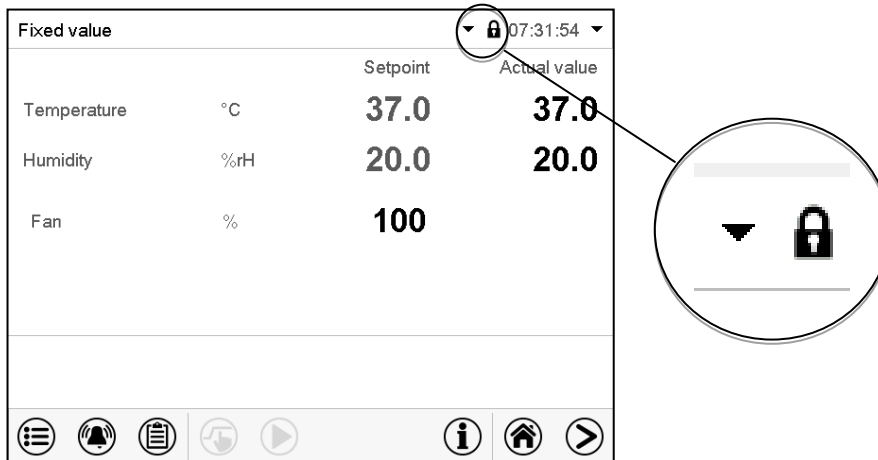 Fixed value 07:31:54
Setpoint Actual value
Temperature °C 37.0 37.0
Humidity %rH 20.0 20.0
Fan % 100